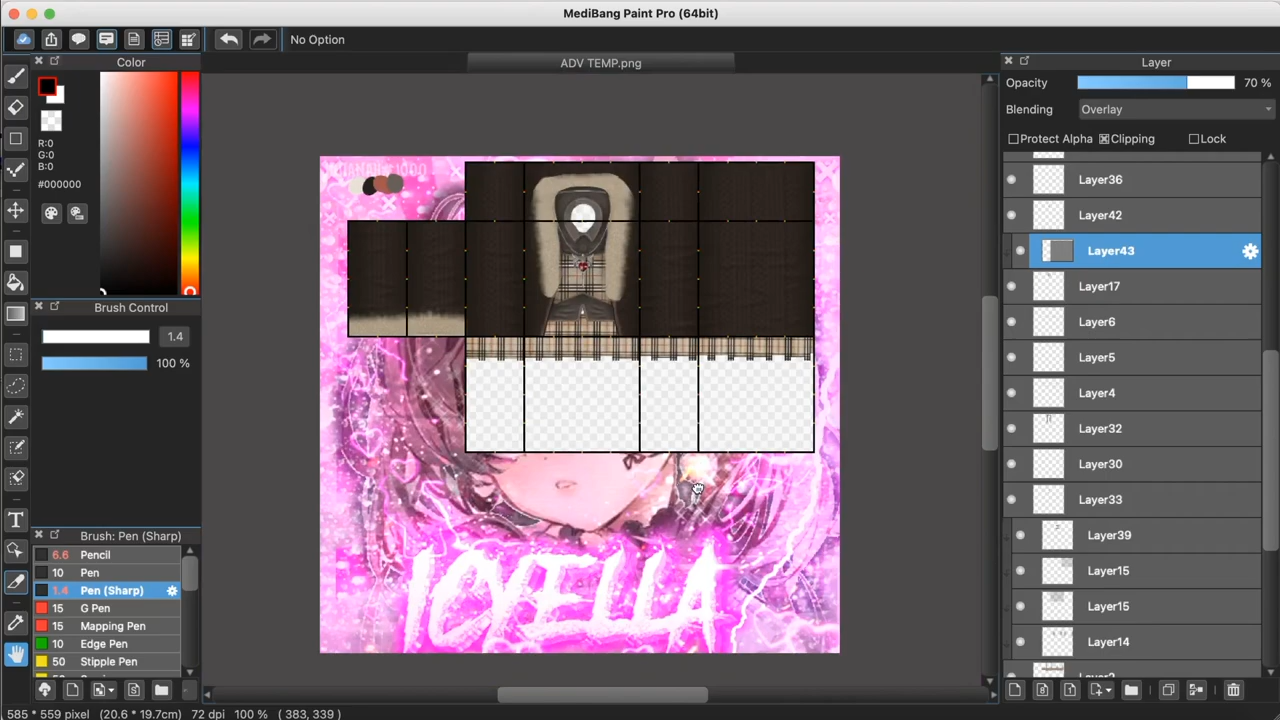 MediBang Paint Pro (64bit)
No Option
ADV TEMP.png
Color
R:0
G:0
B:0
#000000
Brush Control
1.4
100 %
Brush: Pen (Sharp)
6.6 Pencil
10 Pen
1.4 Pen (Sharp)
15 G Pen
15 Mapping Pen
10 Edge Pen
50 Stipple Pen
ICYELLA
Layer
Opacity
70 %
Blending
Overlay
Protect Alpha
Clipping
Lock
Layer36
Layer42
Layer43
Layer17
Layer6
Layer5
Layer4
Layer32
Layer30
Layer33
Layer39
Layer15
Layer15
Layer14
585 * 559 pixel (20.6 * 19.7cm) 72 dpi 100 % ( 383, 339 )